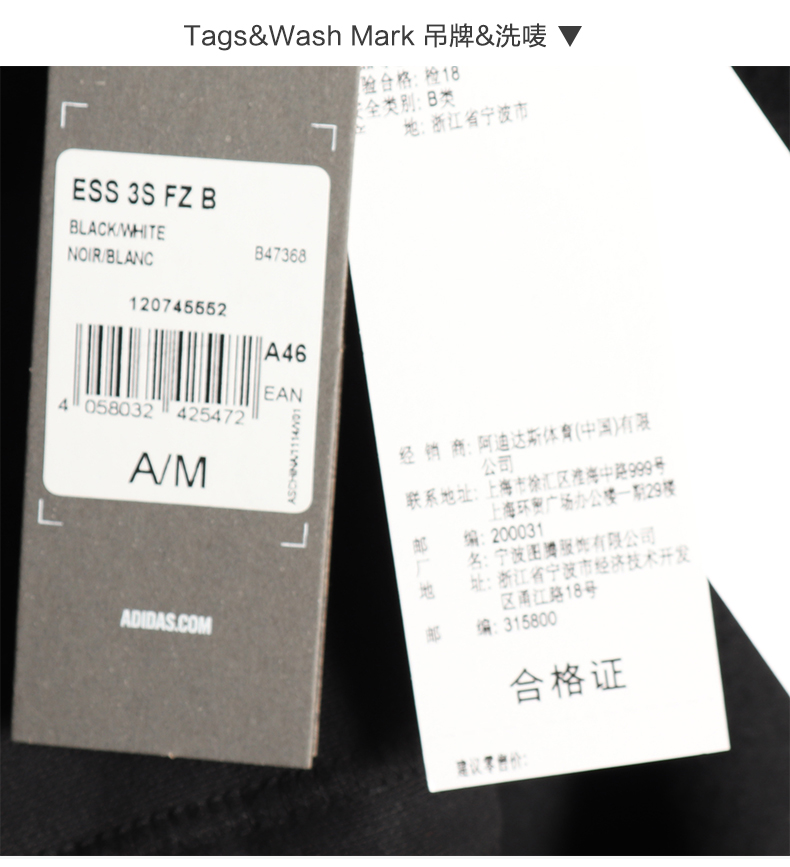 Tags&Wash Mark 吊牌&洗唛
ESS 3S FZ B
BLACK/WHITE
NOIR/BLANC B47368
120745552
A46
EAN
4 058032 425472
ASCHINA/1114/V01
A/M
ADIDAS.COM
验合格: 检18
全类别: B类
地: 浙江省宁波市
经 销 商: 阿迪达斯体育(中国)有限
公司
联系地址: 上海市徐汇区淮海中路999号
上海环贸广场办公楼一期29楼
邮 编: 200031
厂 名: 宁波图腾服饰有限公司
地 址: 浙江省宁波市经济技术开发
区甬江路18号
邮 编: 315800
合格证
建议零售价: